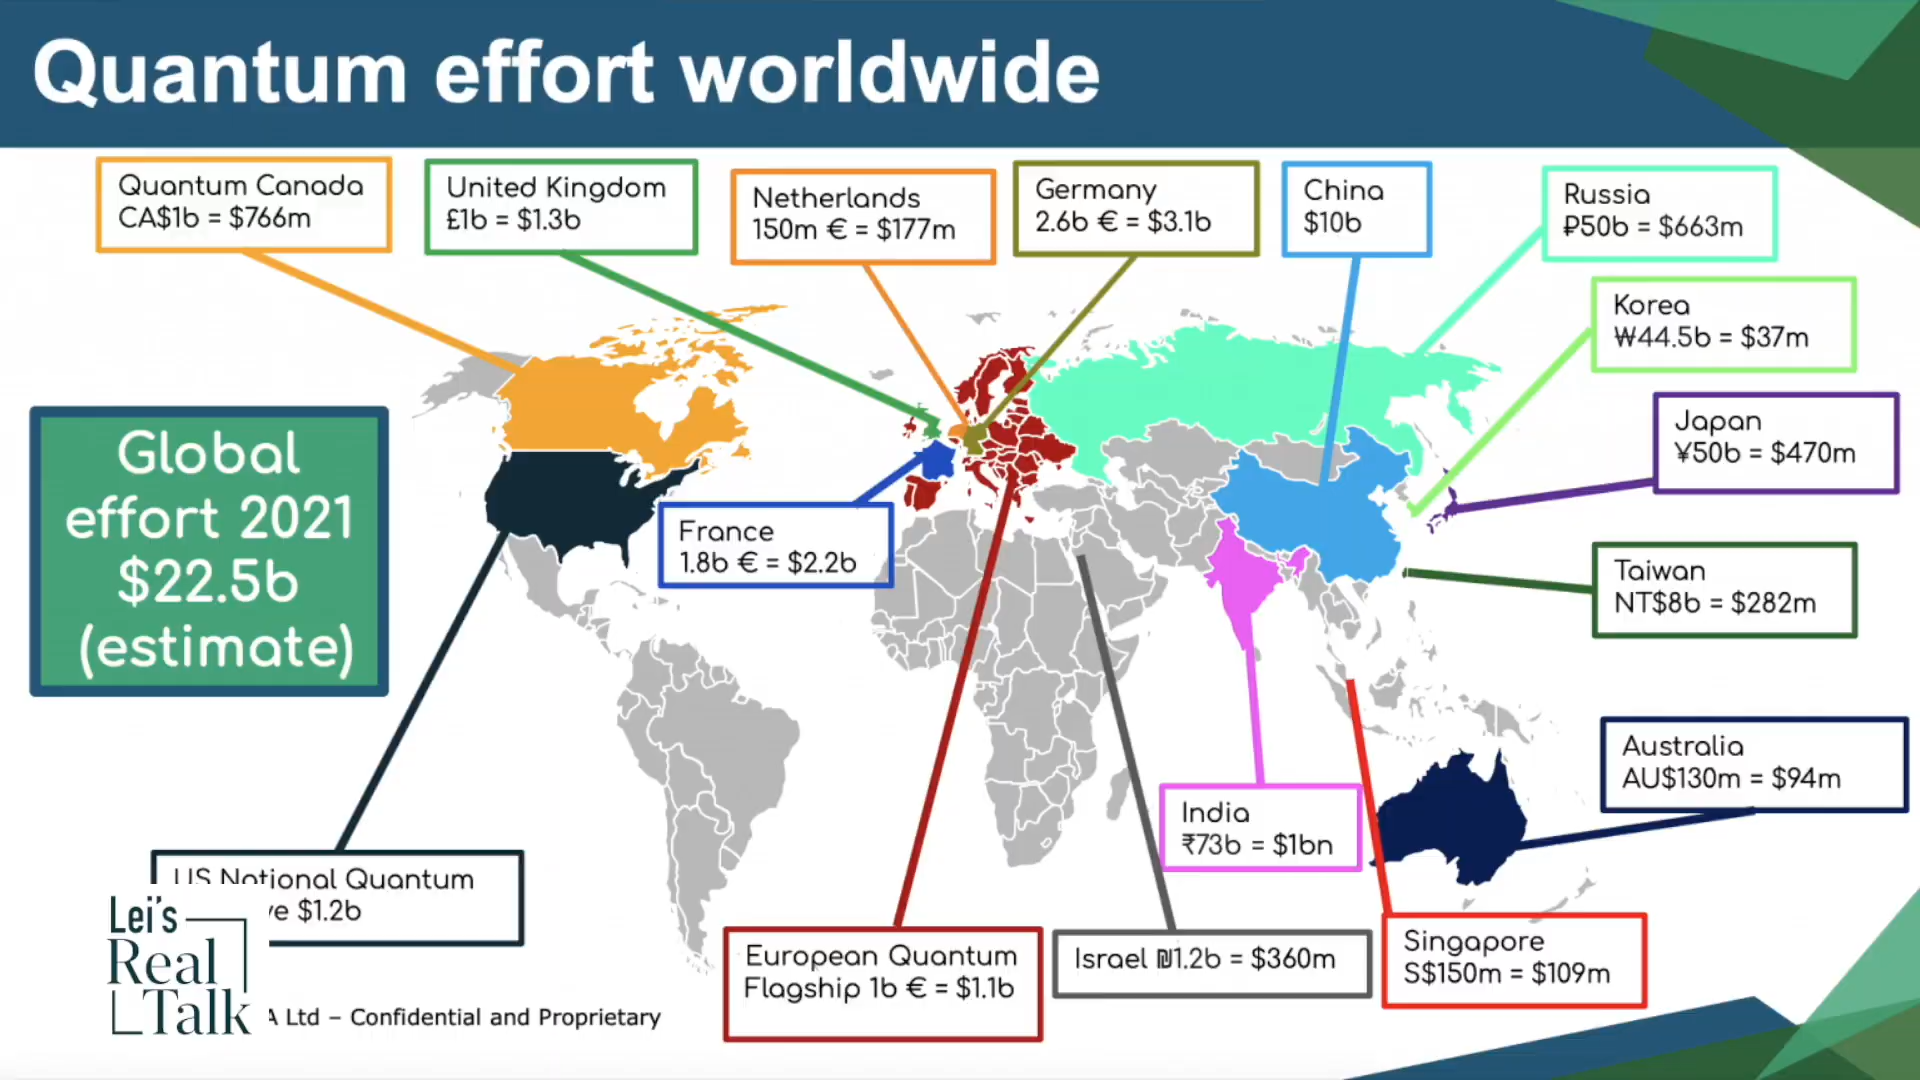 Quantum effort worldwide
Quantum Canada
CA$1b = $766m
United Kingdom
£1b = $1.3b
Netherlands
150m € = $177m
Germany
2.6b € = $3.1b
China
$10b
Russia
₽50b = $663m
Korea
₩44.5b = $37m
Japan
¥50b = $470m
Global
effort 2021
$22.5b
(estimate)
France
1.8b € = $2.2b
Taiwan
NT$8b = $282m
Australia
AU$130m = $94m
India
₹73b = $1bn
US National Quantum
$1.2b
European Quantum
Flagship 1b € = $1.1b
Israel ₪1.2b = $360m
Singapore
S$150m = $109m
Lei's
Real
Talk
A Ltd – Confidential and Proprietary